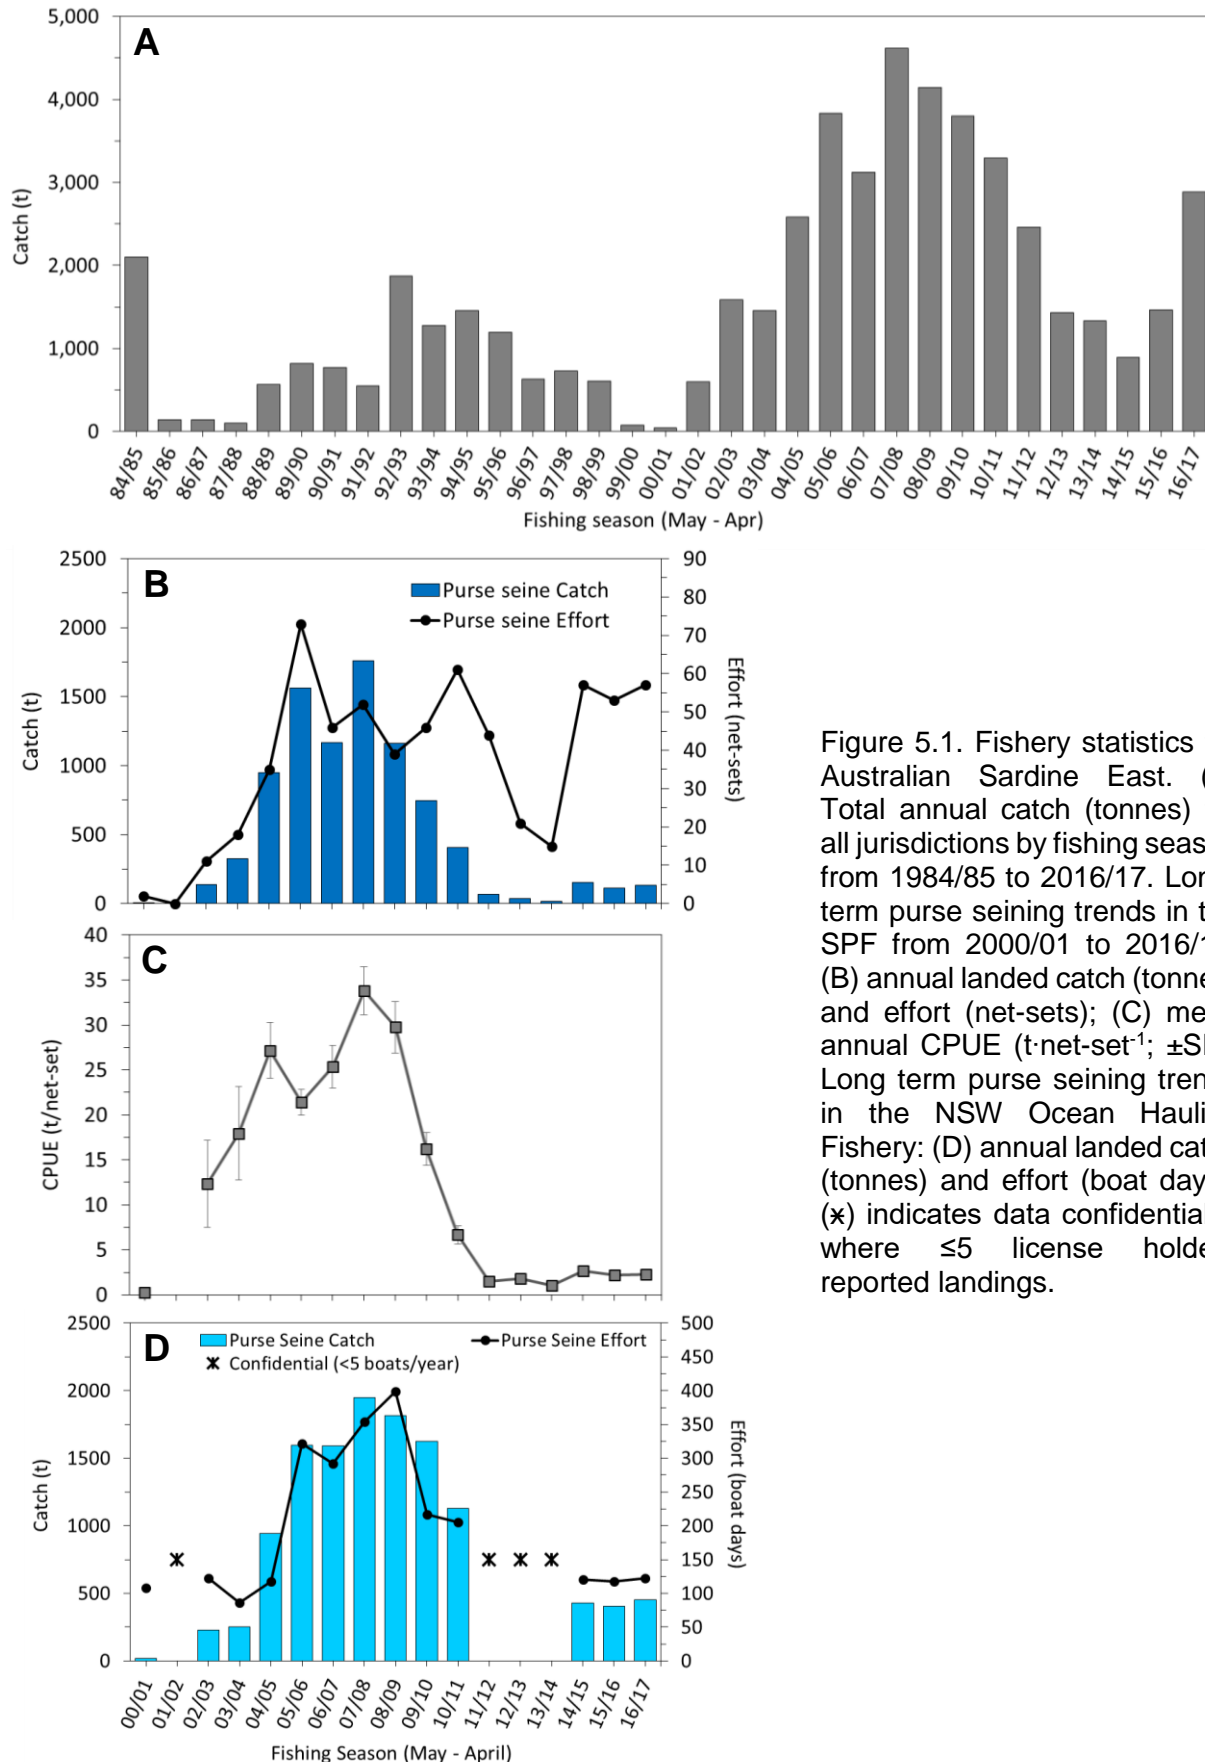 A
5,000
4,000
3,000
2,000
1,000
0
Catch (t)
84/85 85/86 86/87 87/88 88/89 89/90 90/91 91/92 92/93 93/94 94/95 95/96 96/97 97/98 98/99 99/00 00/01 01/02 02/03 03/04 04/05 05/06 06/07 07/08 08/09 09/10 10/11 11/12 12/13 13/14 14/15 15/16 16/17
Fishing season (May - Apr)
B
2500
2000
1500
1000
500
0
Catch (t)
Purse seine Catch
Purse seine Effort
90
80
70
60
50
40
30
20
10
0
Effort (net-sets)
C
40
35
30
25
20
15
10
5
0
CPUE (t/net-set)
D
2500
2000
1500
1000
500
0
Catch (t)
Purse Seine Catch
Purse Seine Effort
Confidential (<5 boats/year)
500
450
400
350
300
250
200
150
100
50
0
Effort (boat days)
00/01 01/02 02/03 03/04 04/05 05/06 06/07 07/08 08/09 09/10 10/11 11/12 12/13 13/14 14/15 15/16 16/17
Fishing Season (May - April)
Figure 5.1. Fishery statistics
Australian Sardine East. (
Total annual catch (tonnes)
all jurisdictions by fishing seas
from 1984/85 to 2016/17. Lon
term purse seining trends in t
SPF from 2000/01 to 2016/1
(B) annual landed catch (tonne
and effort (net-sets); (C) me
annual CPUE (t·net-set⁻¹; ±S
Long term purse seining tren
in the NSW Ocean Hauli
Fishery: (D) annual landed cat
(tonnes) and effort (boat day
(ӿ) indicates data confidential
where ≤5 license holde
reported landings.